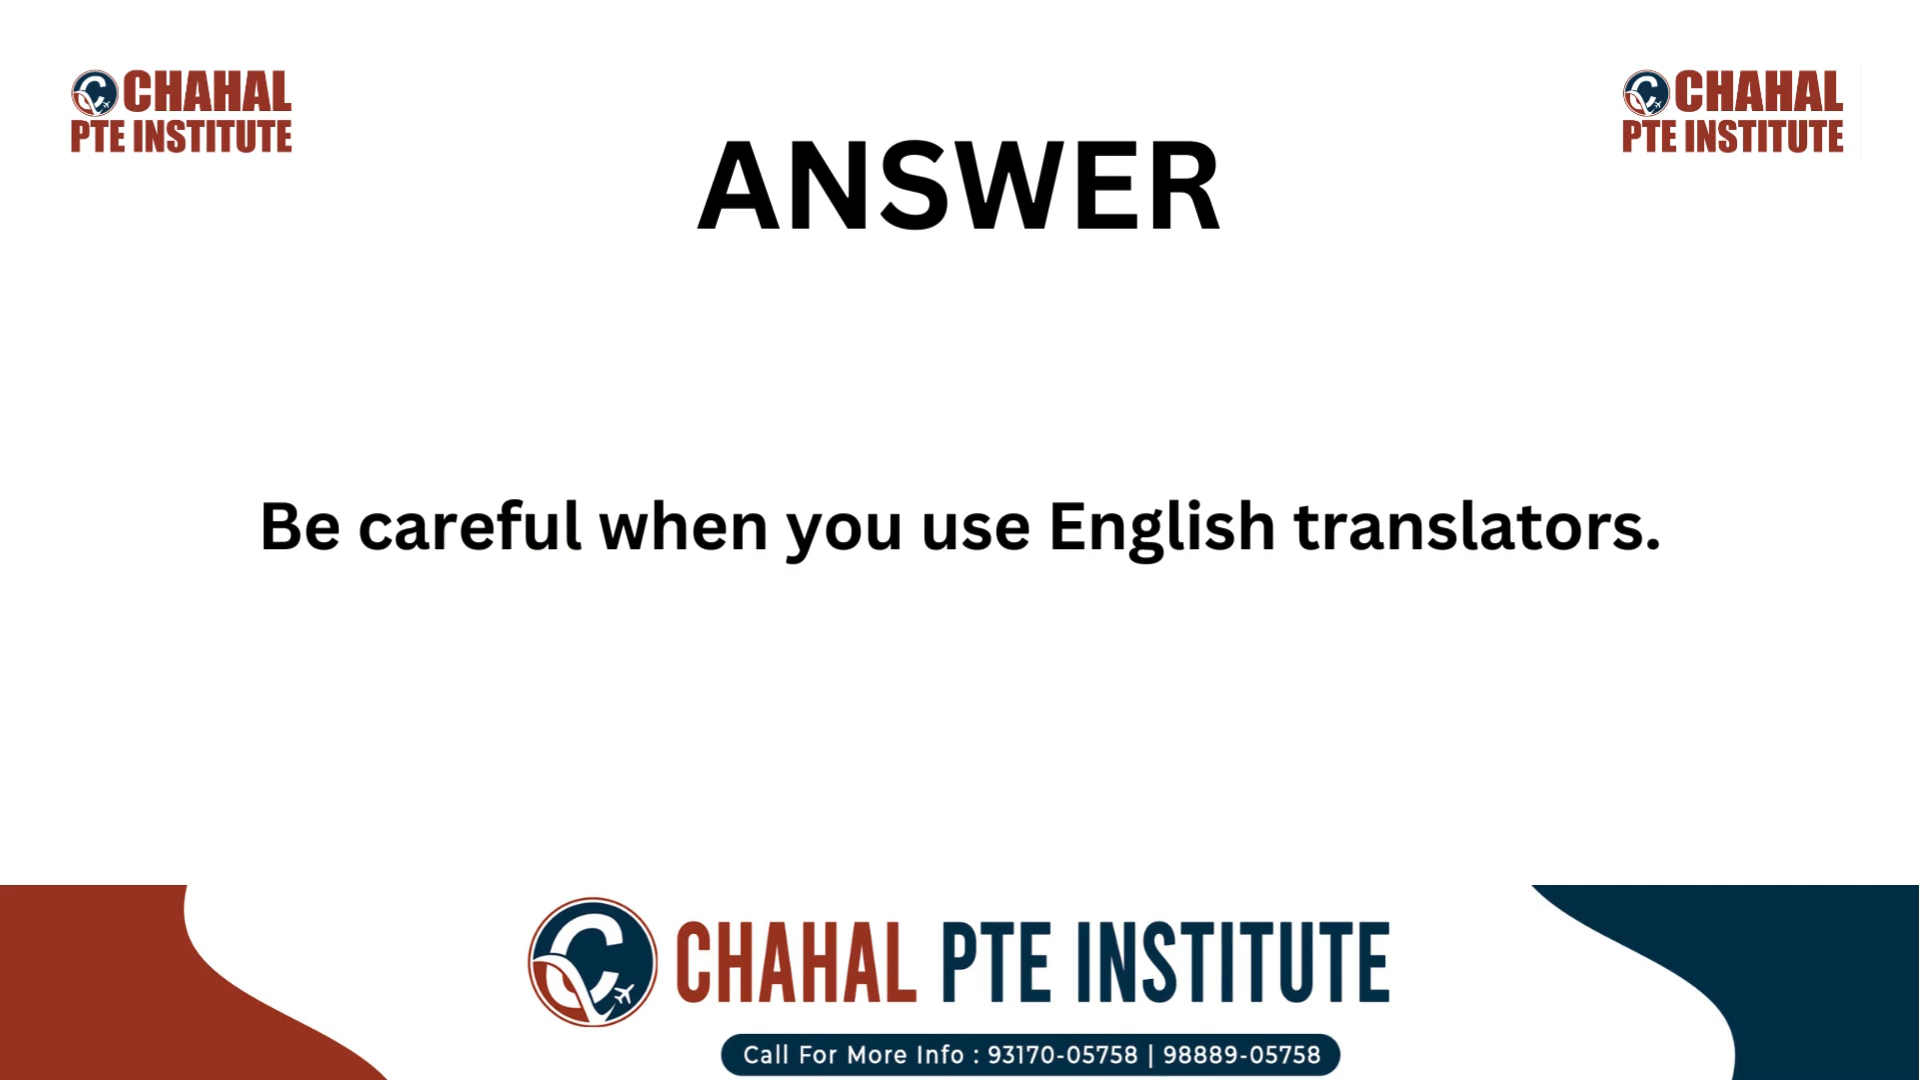 CHAHAL
PTE INSTITUTE
CHAHAL
PTE INSTITUTE
ANSWER
Be careful when you use English translators.
CHAHAL PTE INSTITUTE
Call For More Info : 93170-05758 | 98889-05758